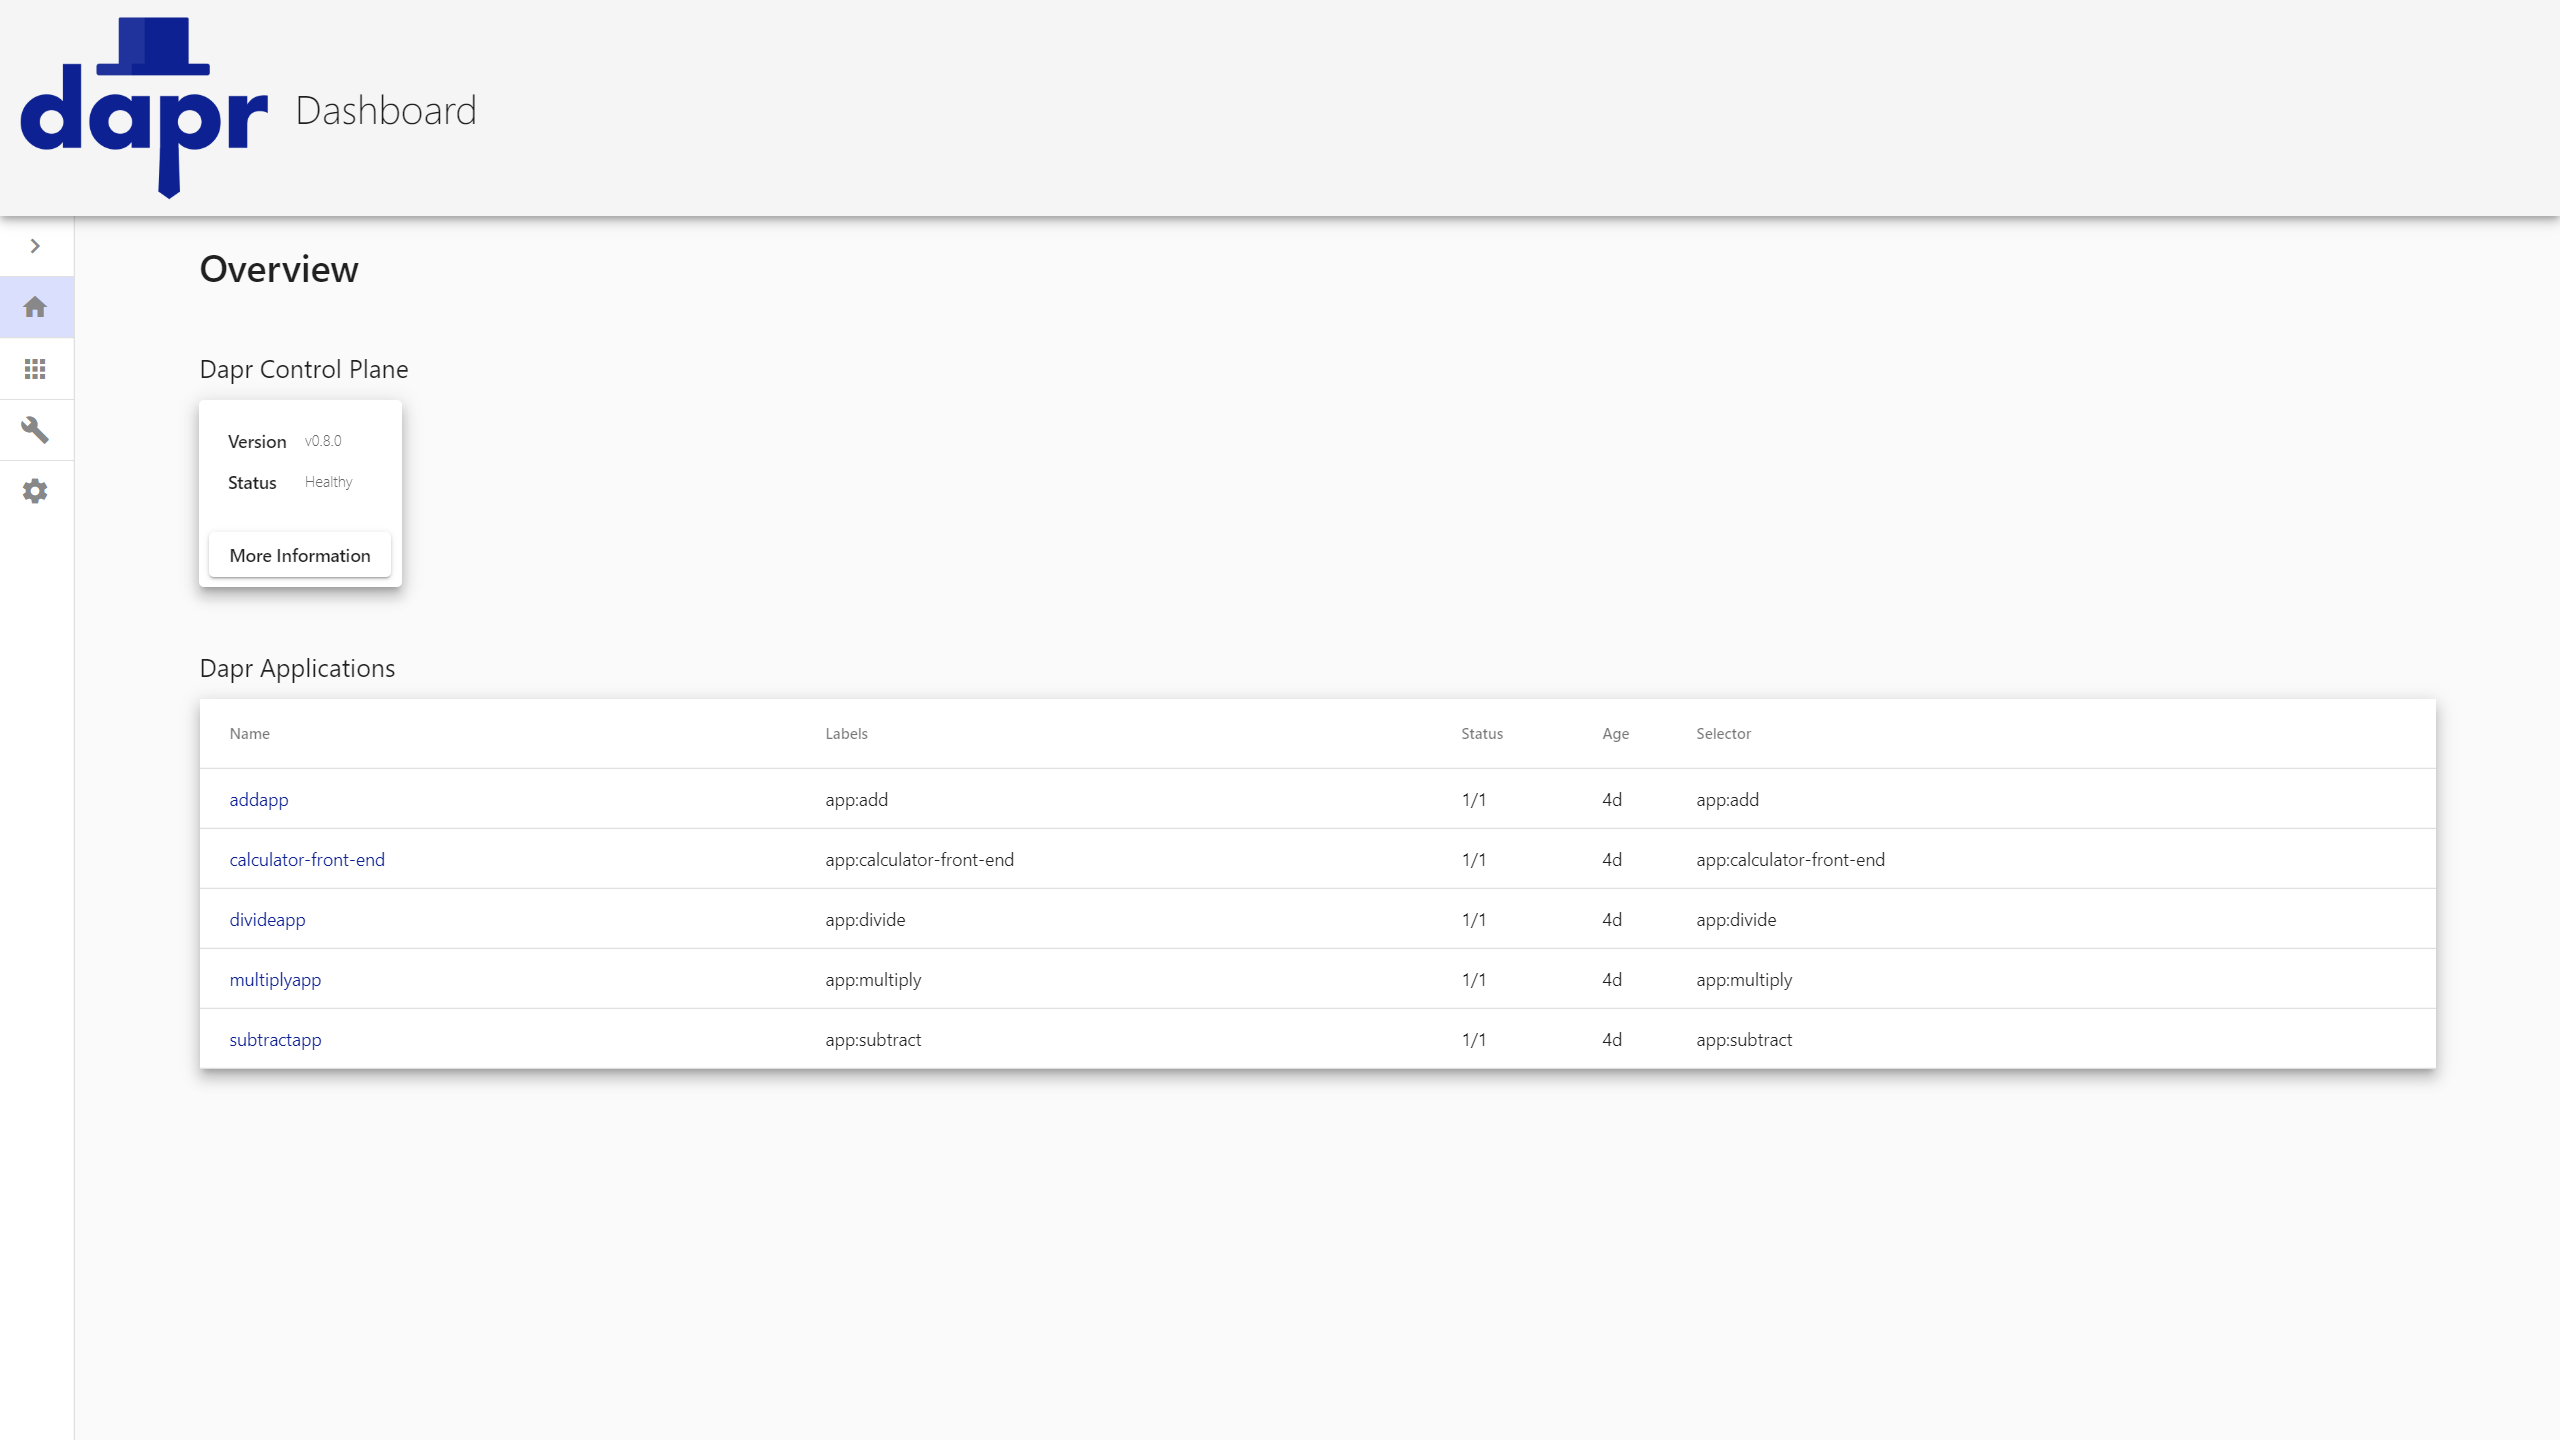 dapr Dashboard
Overview
Dapr Control Plane
Version v0.8.0
Status Healthy
More Information
Dapr Applications
Name Labels Status Age Selector
addapp app:add 1/1 4d app:add
calculator-front-end app:calculator-front-end 1/1 4d app:calculator-front-end
divideapp app:divide 1/1 4d app:divide
multiplyapp app:multiply 1/1 4d app:multiply
subtractapp app:subtract 1/1 4d app:subtract